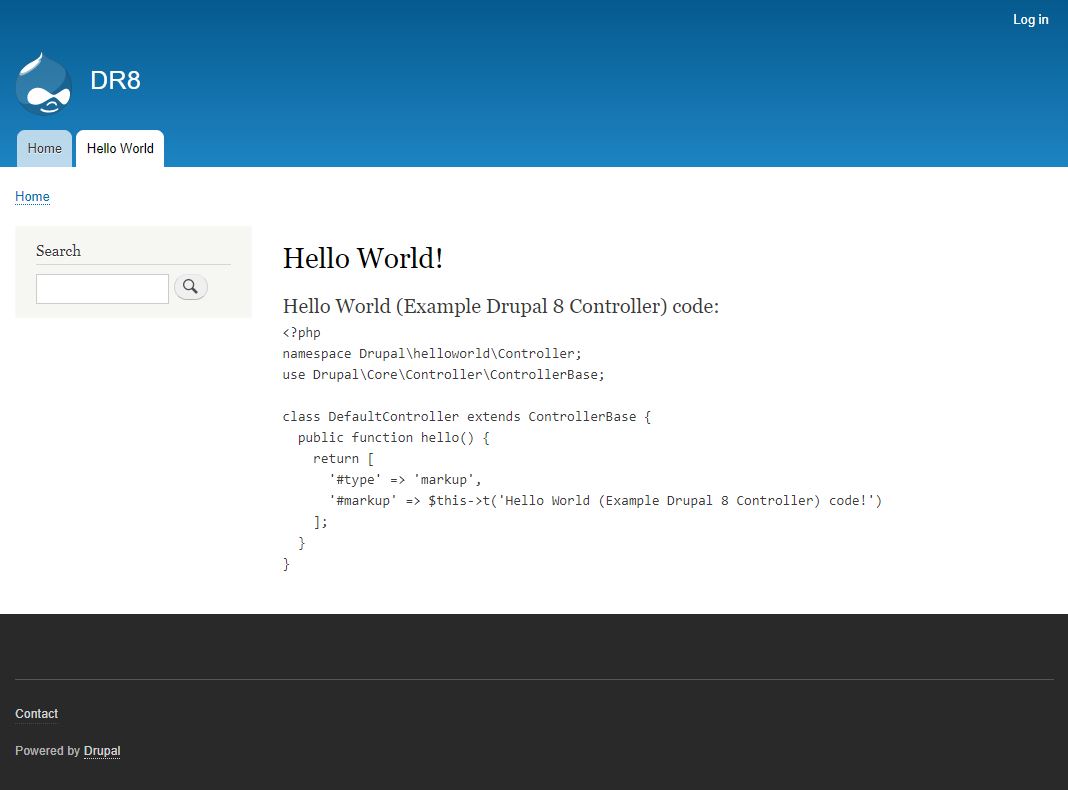 Log in
DR8
Home
Hello World
Home
Search
Hello World!
Hello World (Example Drupal 8 Controller) code:
<?php
namespace Drupal\helloworld\Controller;
use Drupal\Core\Controller\ControllerBase;
class DefaultController extends ControllerBase {
  public function hello() {
    return [
      '#type' => 'markup',
      '#markup' => $this->t('Hello World (Example Drupal 8 Controller) code!')
    ];
  }
}
Contact
Powered by Drupal